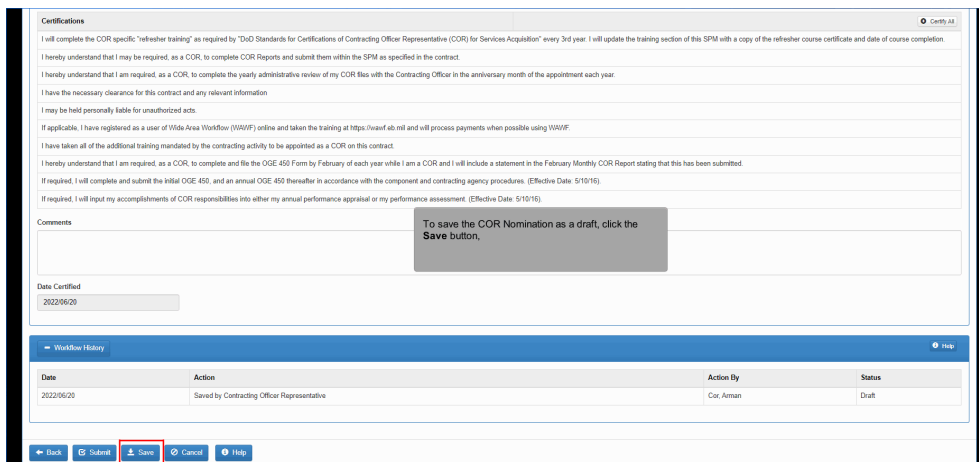 Certifications
Certify All
I will complete the COR specific "refresher training" as required by "DoD Standards for Certifications of Contracting Officer Representative (COR) for Services Acquisition" every 3rd year. I will update the training section of this SPM with a copy of the refresher course certificate and date of course completion.
I hereby understand that I may be required, as a COR, to complete COR Reports and submit them within the SPM as specified in the contract.
I hereby understand that I am required, as a COR, to complete the yearly administrative review of my COR files with the Contracting Officer in the anniversary month of the appointment each year.
I have the necessary clearance for this contract and any relevant information
I may be held personally liable for unauthorized acts.
If applicable, I have registered as a user of Wide Area Workflow (WAWF) online and taken the training at https://wawf.eb.mil and will process payments when possible using WAWF.
I have taken all of the additional training mandated by the contracting activity to be appointed as a COR on this contract.
I hereby understand that I am required, as a COR, to complete and file the OGE 450 Form by February of each year while I am a COR and I will include a statement in the February Monthly COR Report stating that this has been submitted.
If required, I will complete and submit the initial OGE 450, and an annual OGE 450 thereafter in accordance with the component and contracting agency procedures. (Effective Date: 5/10/16).
If required, I will input my accomplishments of COR responsibilities into either my annual performance appraisal or my performance assessment. (Effective Date: 5/10/16).
Comments
To save the COR Nomination as a draft, click the
Save button,
Date Certified
2022/06/20
Workflow History
Help
Date Action Action By Status
2022/06/20 Saved by Contracting Officer Representative Cor, Arman Draft
Back Submit Save Cancel Help